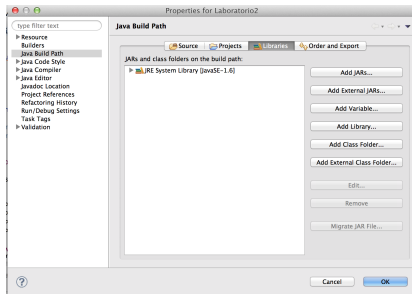 Properties for Laboratorio2
type filter text
Resource
Builders
Java Build Path
Java Code Style
Java Compiler
Java Editor
Javadoc Location
Project References
Refactoring History
Run/Debug Settings
Task Tags
Validation
Java Build Path
Source
Projects
Libraries
Order and Export
JARs and class folders on the build path:
JRE System Library [JavaSE-1.6]
Add JARs...
Add External JARs...
Add Variable...
Add Library...
Add Class Folder...
Add External Class Folder...
Edit...
Remove
Migrate JAR File...
?
Cancel
OK